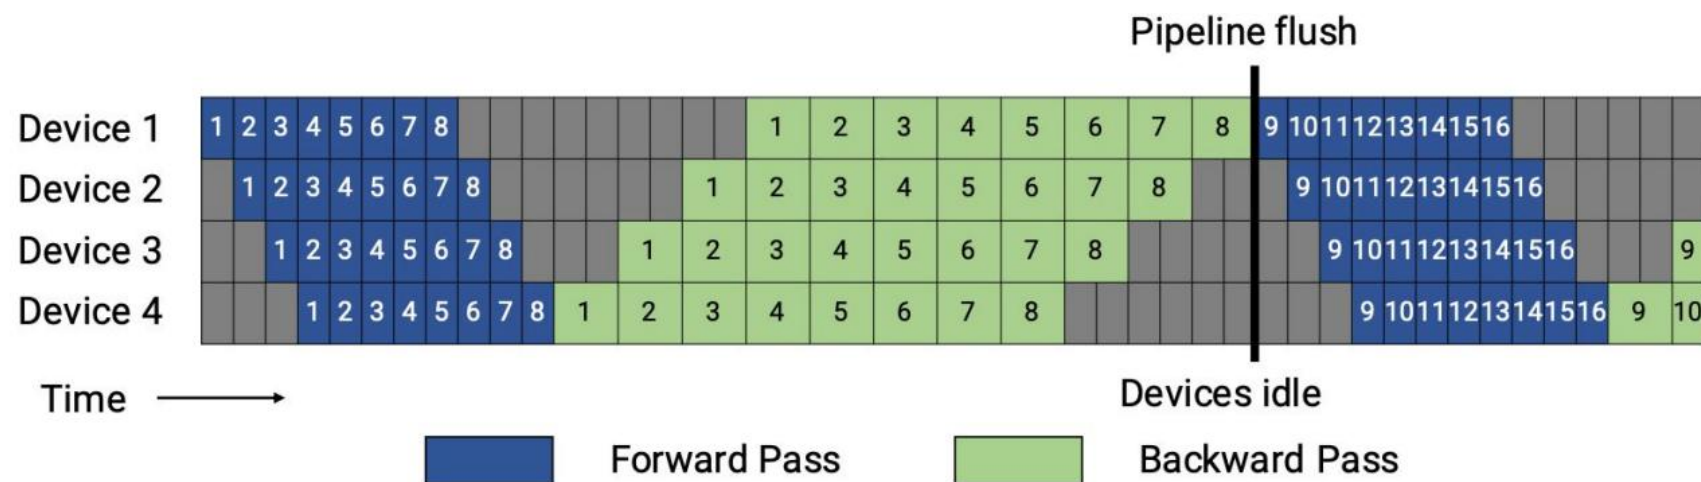 Pipeline flush
Device 1 1 2 3 4 5 6 7 8 1 2 3 4 5 6 7 8 9 10 11 12 13 14 15 16
Device 2 1 2 3 4 5 6 7 8 1 2 3 4 5 6 7 8 9 10 11 12 13 14 15 16
Device 3 1 2 3 4 5 6 7 8 1 2 3 4 5 6 7 8 9 10 11 12 13 14 15 16 9
Device 4 1 2 3 4 5 6 7 8 1 2 3 4 5 6 7 8 9 10 11 12 13 14 15 16 9 10
Time Devices idle
Forward Pass Backward Pass